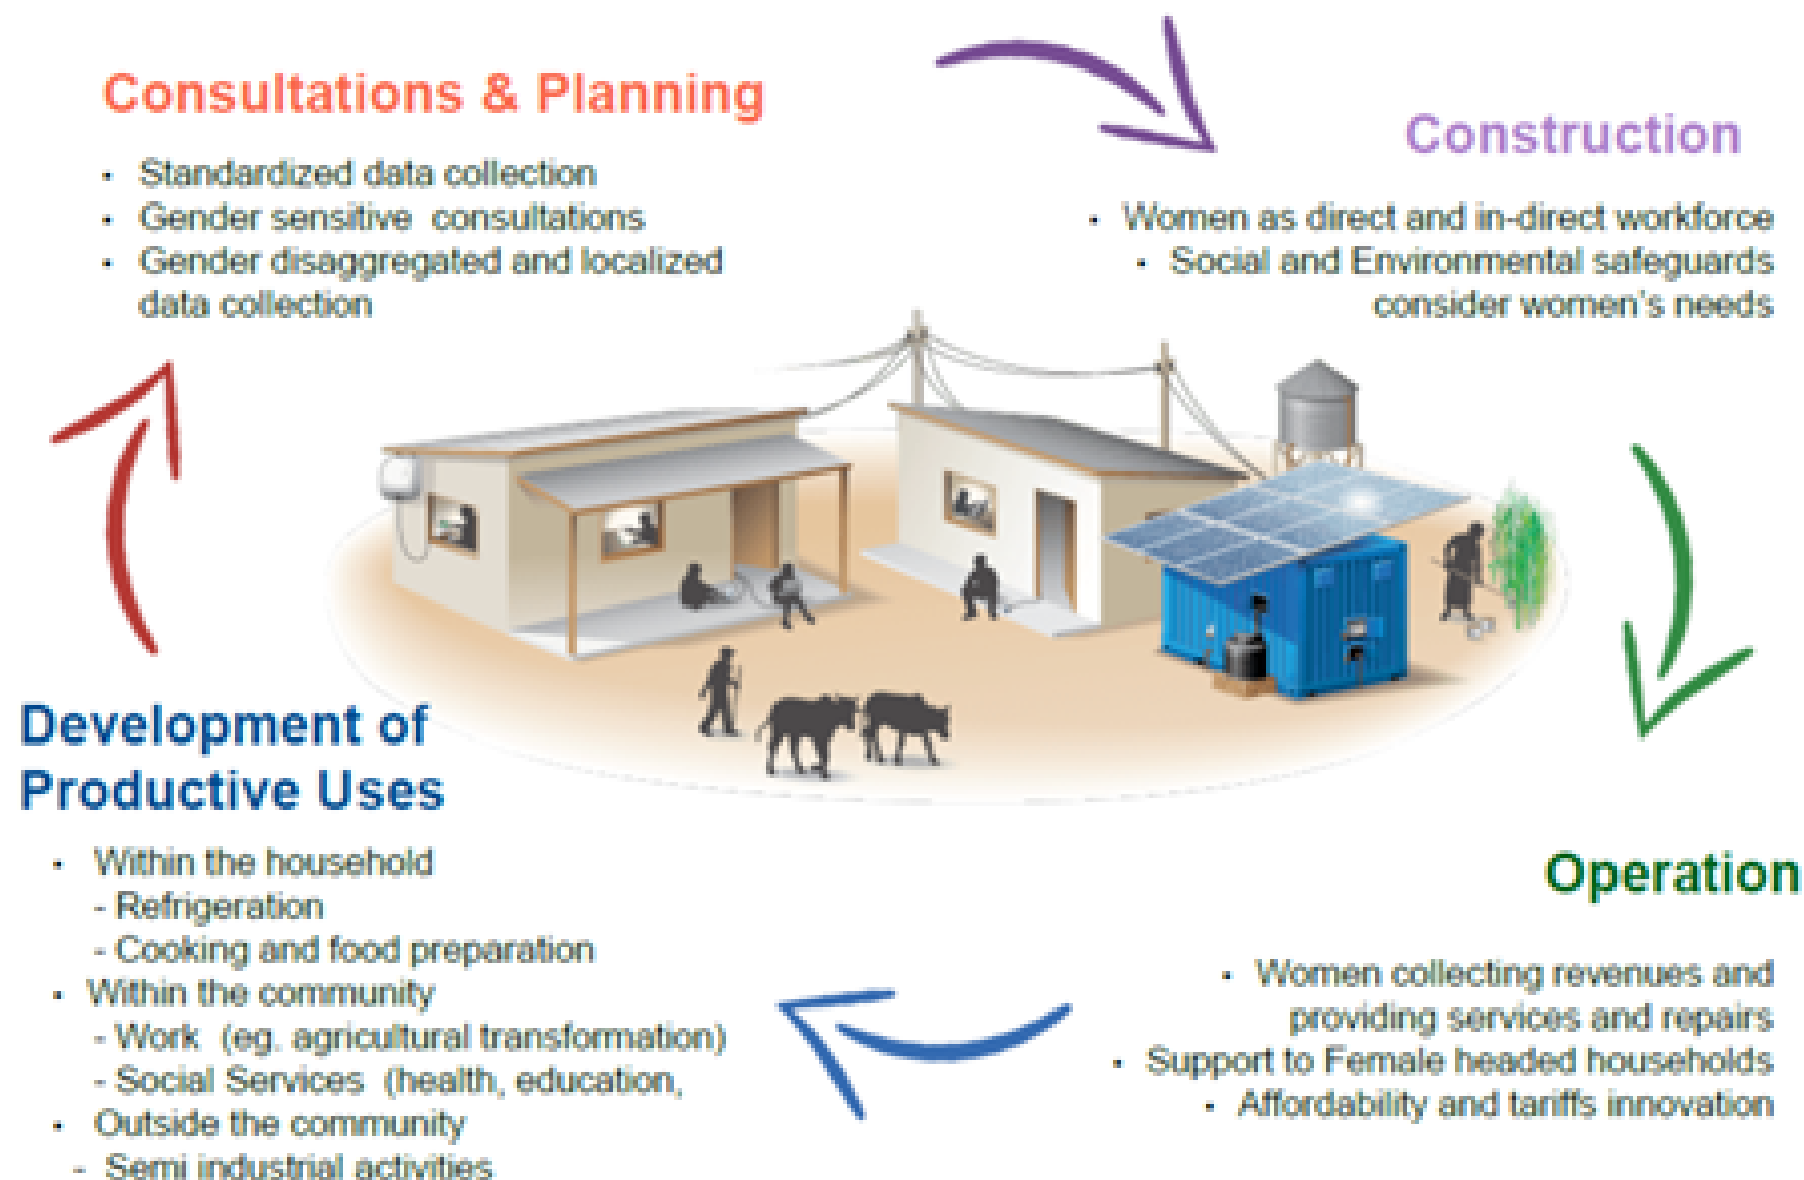 Consultations & Planning
• Standardized data collection
• Gender sensitive consultations
• Gender disaggregated and localized
data collection
Construction
• Women as direct and in-direct workforce
• Social and Environmental safeguards
consider women's needs
Operation
• Women collecting revenues and
providing services and repairs
• Support to Female headed households
• Affordability and tariffs innovation
Development of
Productive Uses
• Within the household
- Refrigeration
- Cooking and food preparation
• Within the community
- Work (eg. agricultural transformation)
- Social Services (health, education,
• Outside the community
- Semi industrial activities